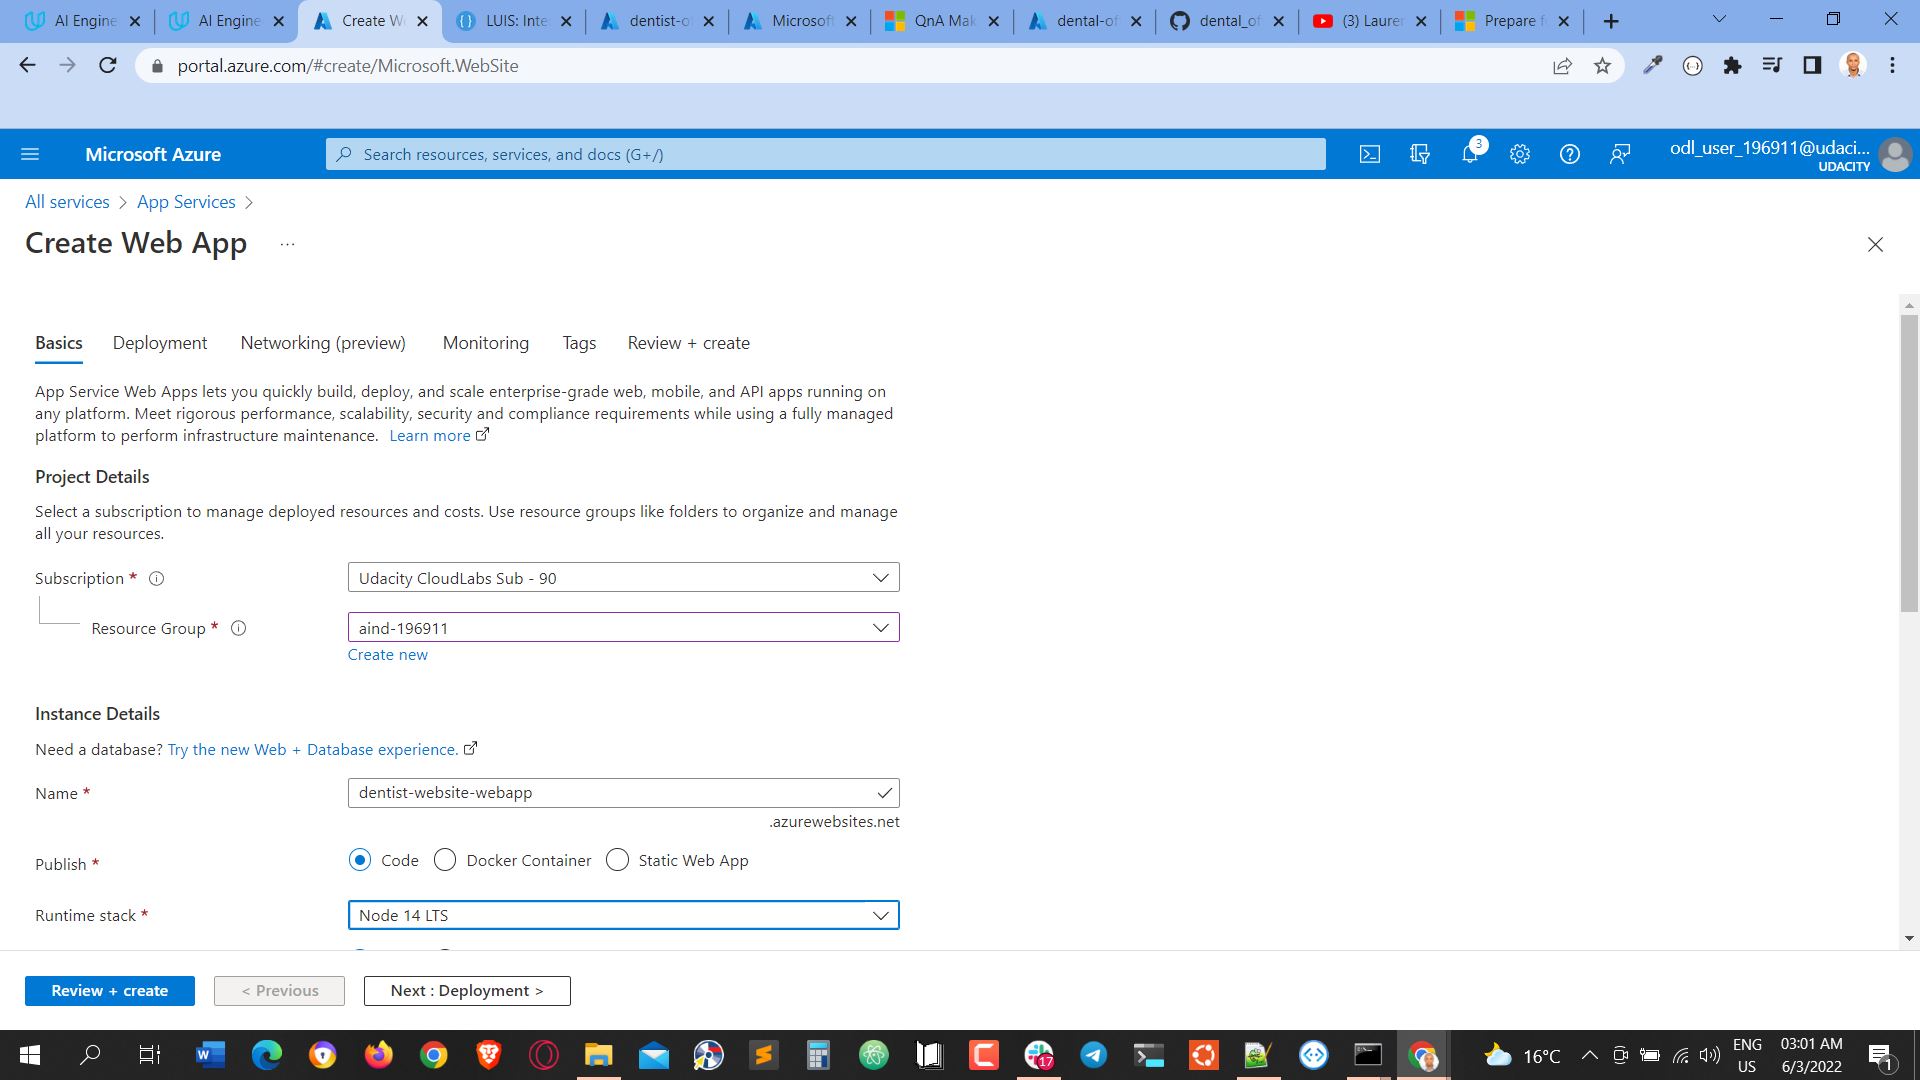 AI Engine
AI Engine
Create W
LUIS: Inte
dentist-o
Microsoft
QnA Mak
dental-of
dental_of
(3) Laure
Prepare f
portal.azure.com/#create/Microsoft.WebSite
Microsoft Azure
Search resources, services, and docs (G+/)
3
odl_user_196911@udaci...
UDACITY
All services > App Services >
Create Web App ...
Basics
Deployment
Networking (preview)
Monitoring
Tags
Review + create
App Service Web Apps lets you quickly build, deploy, and scale enterprise-grade web, mobile, and API apps running on
any platform. Meet rigorous performance, scalability, security and compliance requirements while using a fully managed
platform to perform infrastructure maintenance. Learn more
Project Details
Select a subscription to manage deployed resources and costs. Use resource groups like folders to organize and manage
all your resources.
Subscription *
Udacity CloudLabs Sub - 90
Resource Group *
aind-196911
Create new
Instance Details
Need a database? Try the new Web + Database experience.
Name *
dentist-website-webapp
.azurewebsites.net
Publish *
Code
Docker Container
Static Web App
Runtime stack *
Node 14 LTS
Review + create
< Previous
Next : Deployment >
17
16°C
ENG
US
03:01 AM
6/3/2022
1